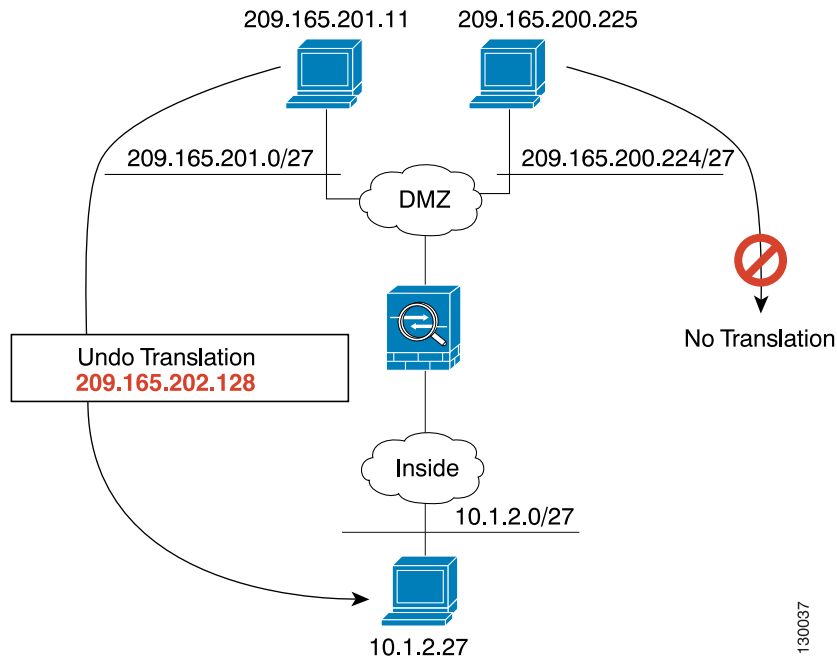 209.165.201.11
209.165.200.225
209.165.201.0/27
209.165.200.224/27
DMZ
No Translation
Undo Translation
209.165.202.128
Inside
10.1.2.0/27
10.1.2.27
130037